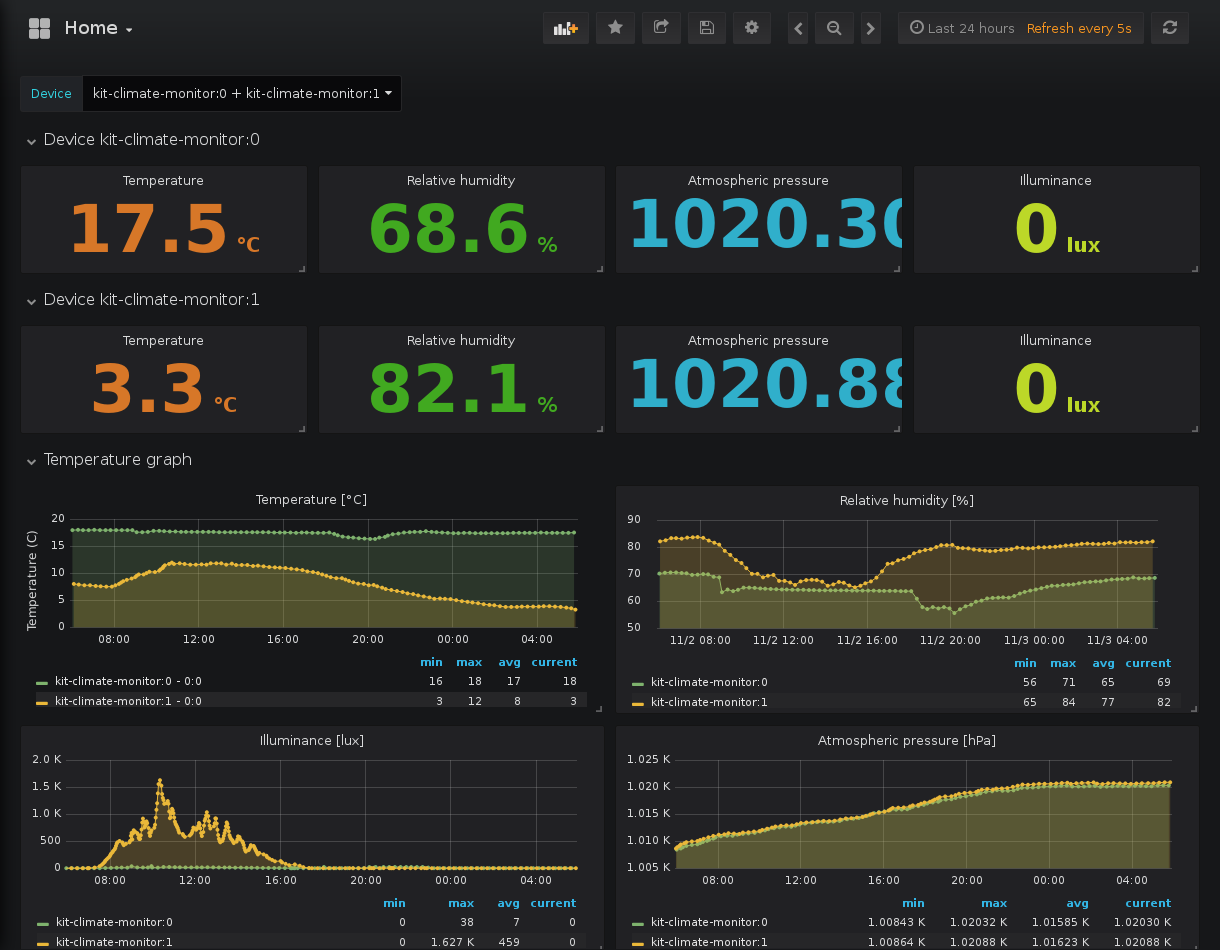 Home
Last 24 hours Refresh every 5s
Device kit-climate-monitor:0 + kit-climate-monitor:1
Device kit-climate-monitor:0
Temperature Relative humidity Atmospheric pressure Illuminance
17.5 °C 68.6 % 1020.30 0 lux
Device kit-climate-monitor:1
Temperature Relative humidity Atmospheric pressure Illuminance
3.3 °C 82.1 % 1020.88 0 lux
Temperature graph
Temperature [°C]
Temperature (C)
20
15
10
5
0
08:00 12:00 16:00 20:00 00:00 04:00
min max avg current
kit-climate-monitor:0 - 0:0 16 18 17 18
kit-climate-monitor:1 - 0:0 3 12 8 3
Relative humidity [%]
90
80
70
60
50
11/2 08:00 11/2 12:00 11/2 16:00 11/2 20:00 11/3 00:00 11/3 04:00
min max avg current
kit-climate-monitor:0 56 71 65 69
kit-climate-monitor:1 65 84 77 82
Illuminance [lux]
2.0 K
1.5 K
1.0 K
500
0
08:00 12:00 16:00 20:00 00:00 04:00
min max avg current
kit-climate-monitor:0 0 38 7 0
kit-climate-monitor:1 0 1.627 K 459 0
Atmospheric pressure [hPa]
1.025 K
1.020 K
1.015 K
1.010 K
1.005 K
08:00 12:00 16:00 20:00 00:00 04:00
min max avg current
kit-climate-monitor:0 1.00843 K 1.02032 K 1.01585 K 1.02030 K
kit-climate-monitor:1 1.00864 K 1.02088 K 1.01623 K 1.02088 K